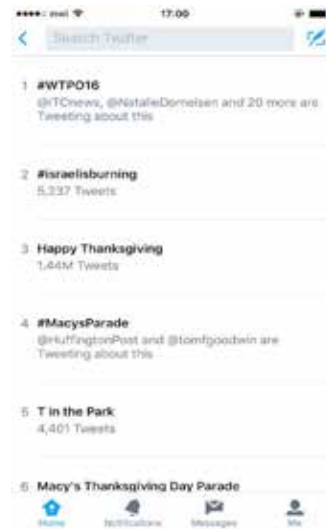 17:00
Search Twitter
1 #WTPO16
@ITCnews, @NatalieDornelsen and 20 more are
Tweeting about this
2 #israelisburning
5,237 Tweets
3 Happy Thanksgiving
1.44M Tweets
4 #MacysParade
@HuffingtonPost and @tomfgoodwin are
Tweeting about this
5 T in the Park
4,401 Tweets
6 Macy's Thanksgiving Day Parade
Home Notifications Messages Me